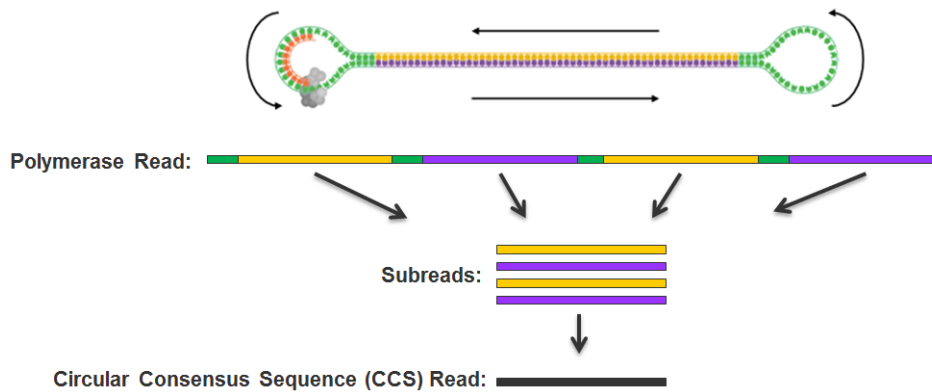 Polymerase Read:
Subreads:
Circular Consensus Sequence (CCS) Read: